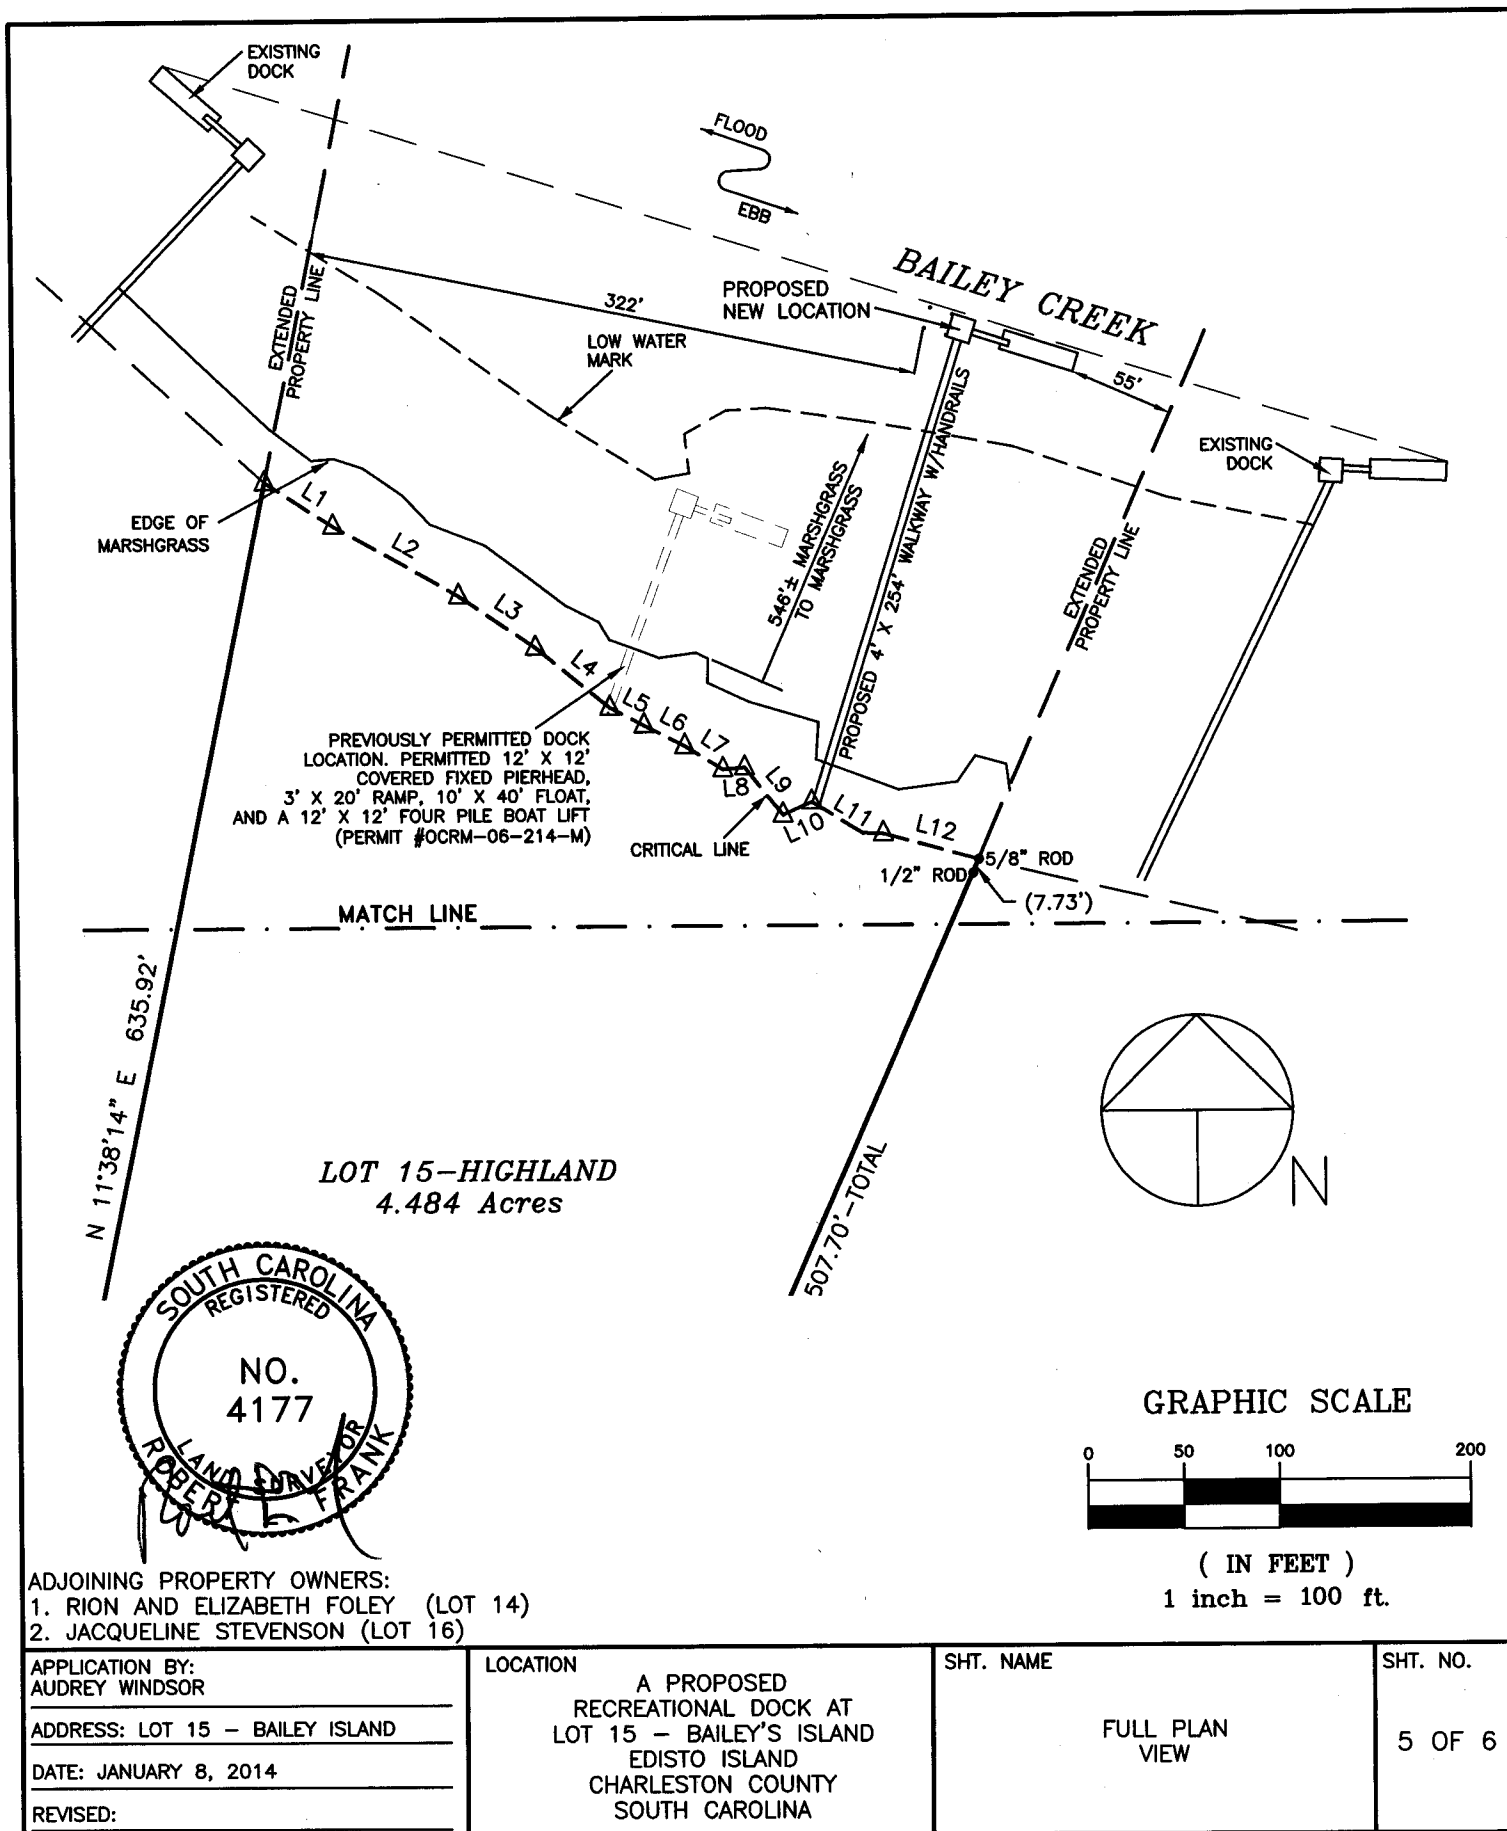 EXISTING
DOCK
FLOOD
EBB
BAILEY CREEK
PROPOSED
NEW LOCATION
322'
EXTENDED
PROPERTY LINE
LOW WATER
MARK
55'
EXISTING
DOCK
EDGE OF
MARSHGRASS
546'± MARSHGRASS
TO MARSHGRASS
PROPOSED 4' X 254' WALKWAY W/HANDRAILS
EXTENDED
PROPERTY LINE
L1
L2
L3
L4
L5
L6
L7
L8
L9
L10
L11
L12
PREVIOUSLY PERMITTED DOCK
LOCATION. PERMITTED 12' X 12'
COVERED FIXED PIERHEAD,
3' X 20' RAMP, 10' X 40' FLOAT,
AND A 12' X 12' FOUR PILE BOAT LIFT
(PERMIT #OCRM-06-214-M)
CRITICAL LINE
5/8" ROD
1/2" ROD
(7.73')
MATCH LINE
N 11°38'14" E 635.92'
507.70'-TOTAL
LOT 15-HIGHLAND
4.484 Acres
N
SOUTH CAROLINA
REGISTERED
NO.
4177
LAND SURVEYOR
ROBERT L FRANK
GRAPHIC SCALE
0 50 100 200
( IN FEET )
1 inch = 100 ft.
ADJOINING PROPERTY OWNERS:
1. RION AND ELIZABETH FOLEY (LOT 14)
2. JACQUELINE STEVENSON (LOT 16)
APPLICATION BY:
AUDREY WINDSOR
ADDRESS: LOT 15 - BAILEY ISLAND
DATE: JANUARY 8, 2014
REVISED:
LOCATION
A PROPOSED
RECREATIONAL DOCK AT
LOT 15 - BAILEY'S ISLAND
EDISTO ISLAND
CHARLESTON COUNTY
SOUTH CAROLINA
SHT. NAME
FULL PLAN
VIEW
SHT. NO.
5 OF 6